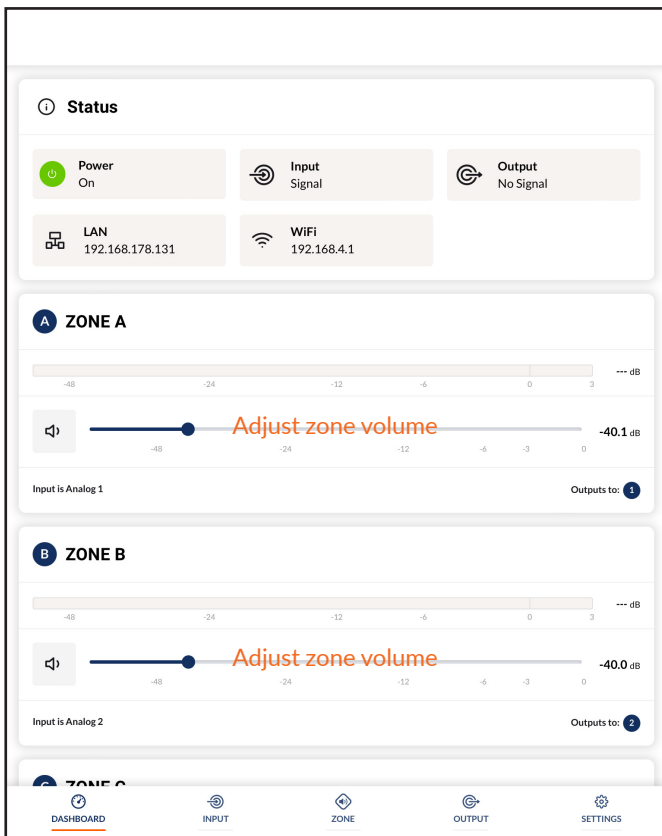 Status
Power
On
Input
Signal
Output
No Signal
LAN
192.168.178.131
WiFi
192.168.4.1
A ZONE A
--- dB
-48 -24 -12 -6 0 3
Adjust zone volume
-40.1 dB
-48 -24 -12 -6 -3 0
Input is Analog 1
Outputs to: 1
B ZONE B
--- dB
-48 -24 -12 -6 0 3
Adjust zone volume
-40.0 dB
-48 -24 -12 -6 -3 0
Input is Analog 2
Outputs to: 2
C ZONE C
DASHBOARD
INPUT
ZONE
OUTPUT
SETTINGS